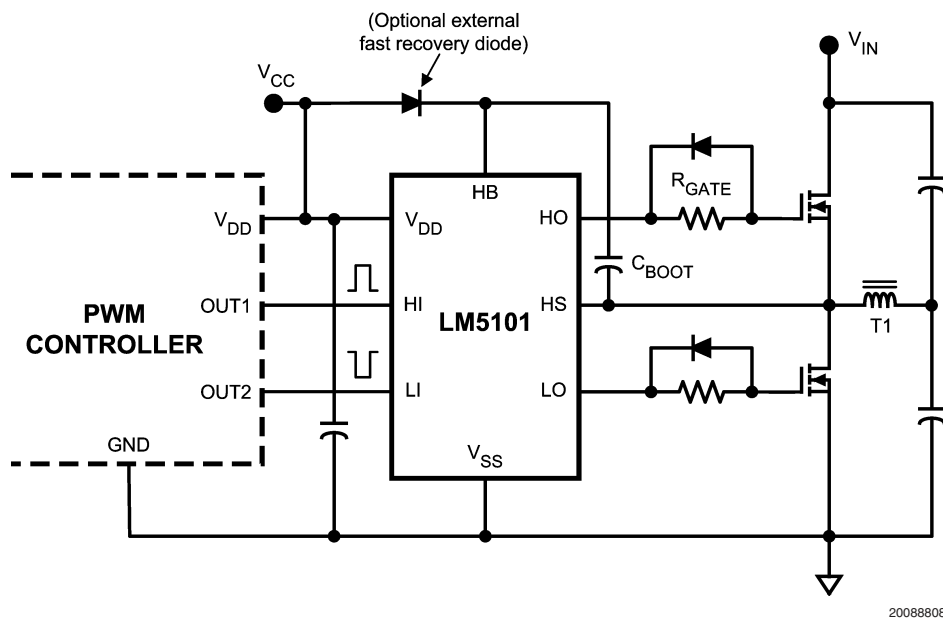 (Optional external
fast recovery diode)
VCC
VIN
HB
RGATE
VDD
VDD
HO
CBOOT
OUT1
HI
HS
PWM
CONTROLLER
LM5101
T1
OUT2
LI
LO
GND
VSS
20088808